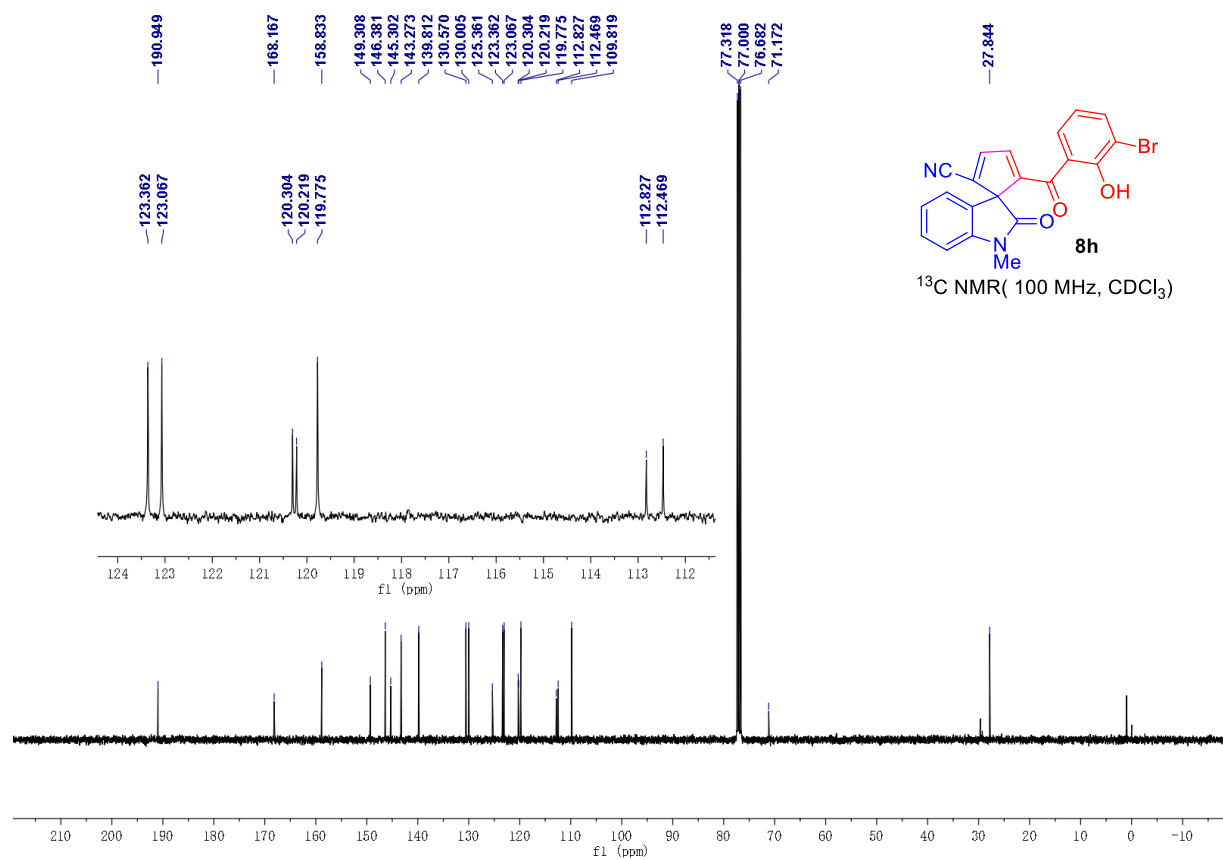 190.949
168.167
158.833
149.308
146.381
145.302
143.273
139.812
130.570
130.005
125.361
123.362
123.067
120.304
120.219
119.775
112.827
112.469
109.819
77.318
77.000
76.682
71.172
27.844
123.362
123.067
120.304
120.219
119.775
112.827
112.469
NC
Br
OH
O
O
N
Me
8h
¹³C NMR( 100 MHz, CDCl₃)
124 123 122 121 120 119 118 117 116 115 114 113 112
f1 (ppm)
210 200 190 180 170 160 150 140 130 120 110 100 90 80 70 60 50 40 30 20 10 0 -10
f1 (ppm)